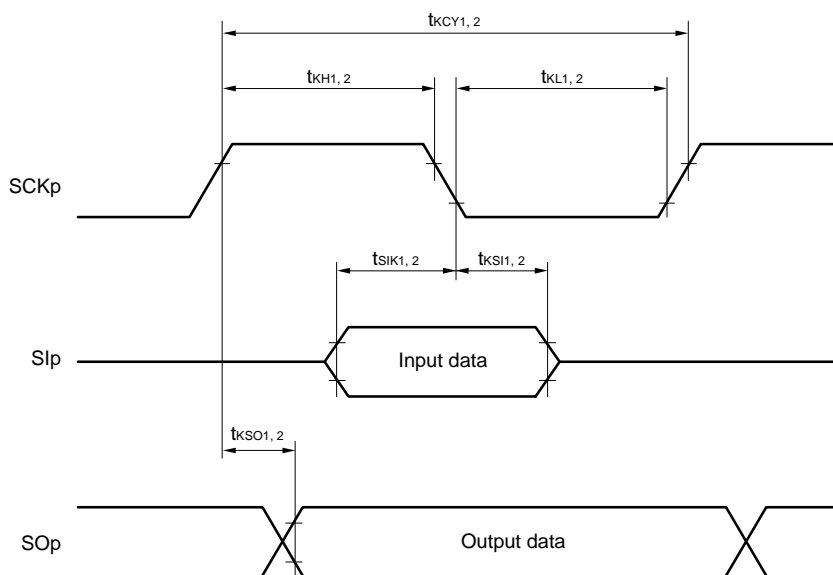 tKCY1, 2
tKH1, 2
tKL1, 2
SCKp
tSIK1, 2
tKSI1, 2
SIp
Input data
tKSO1, 2
SOp
Output data